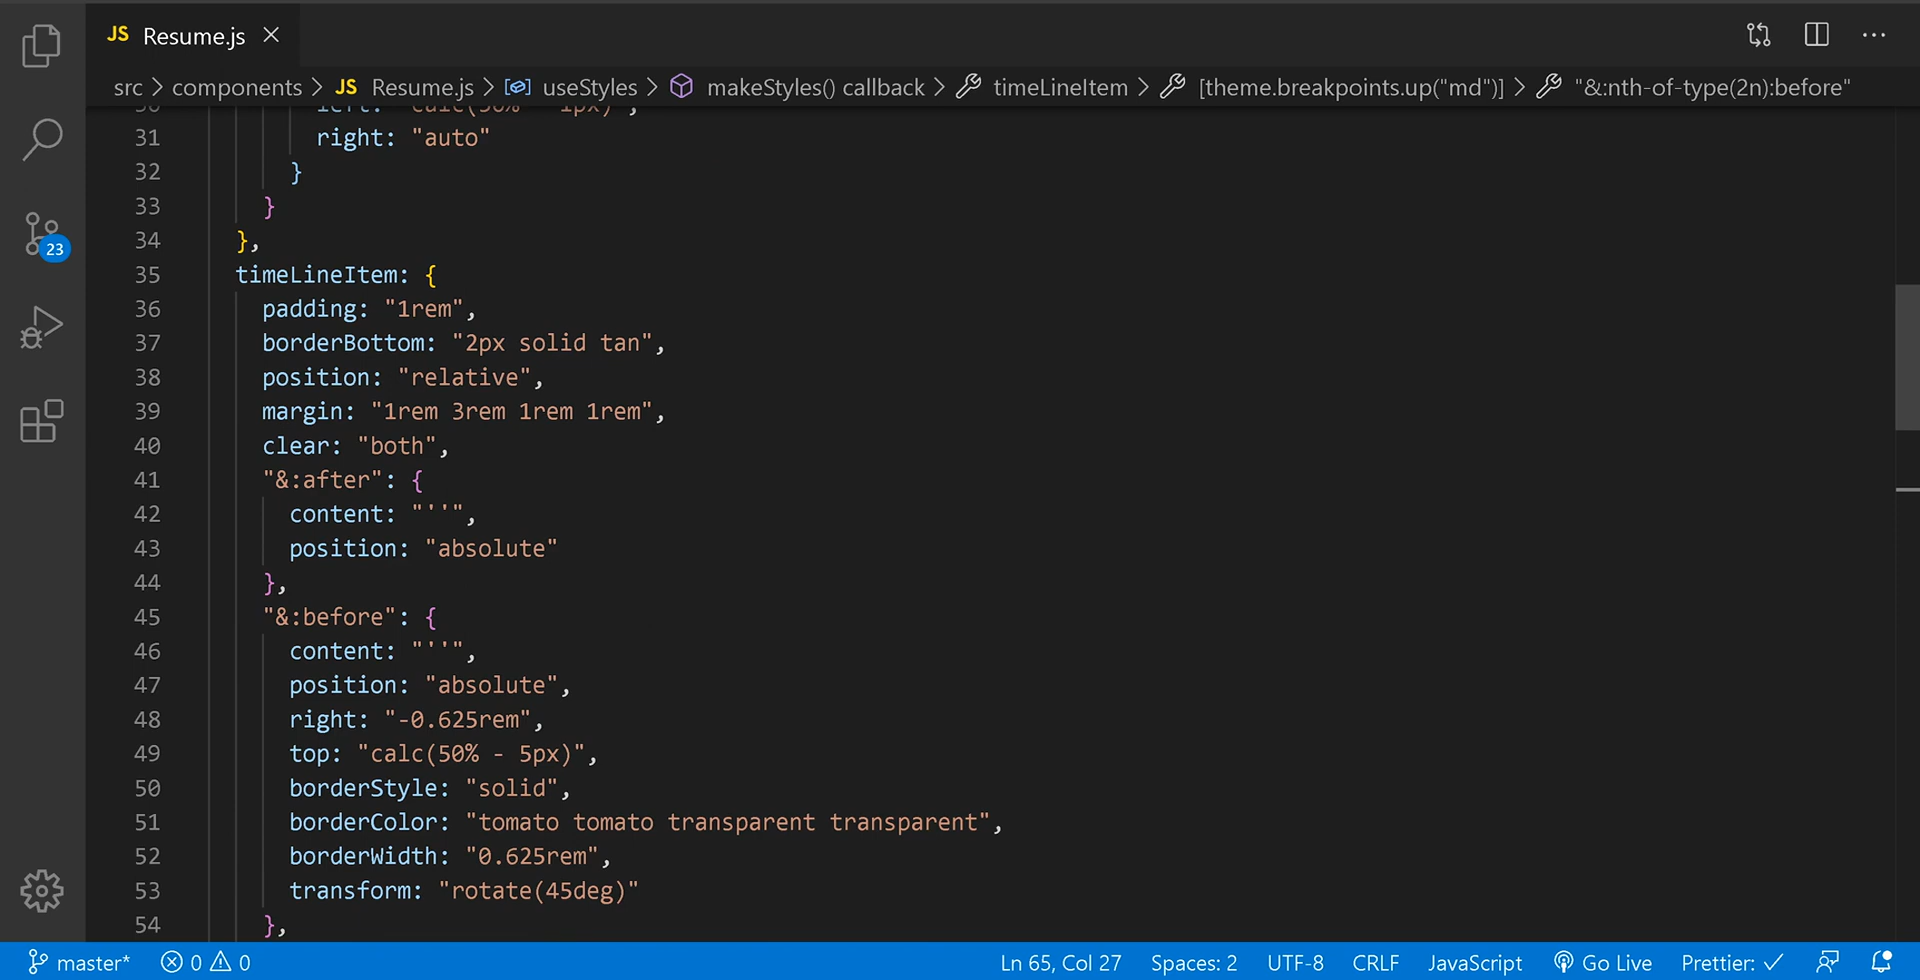 JS Resume.js
src > components > JS Resume.js > useStyles > makeStyles() callback > timeLineItem > [theme.breakpoints.up("md")] > "&:nth-of-type(2n):before"
30 left: "calc(50% - 1px)",
31 right: "auto"
32 }
33 }
34 },
35 timeLineItem: {
36 padding: "1rem",
37 borderBottom: "2px solid tan",
38 position: "relative",
39 margin: "1rem 3rem 1rem 1rem",
40 clear: "both",
41 "&:after": {
42 content: "''",
43 position: "absolute"
44 },
45 "&:before": {
46 content: "''",
47 position: "absolute",
48 right: "-0.625rem",
49 top: "calc(50% - 5px)",
50 borderStyle: "solid",
51 borderColor: "tomato tomato transparent transparent",
52 borderWidth: "0.625rem",
53 transform: "rotate(45deg)"
54 },
23
master* 0 0 Ln 65, Col 27 Spaces: 2 UTF-8 CRLF JavaScript Go Live Prettier: ✓